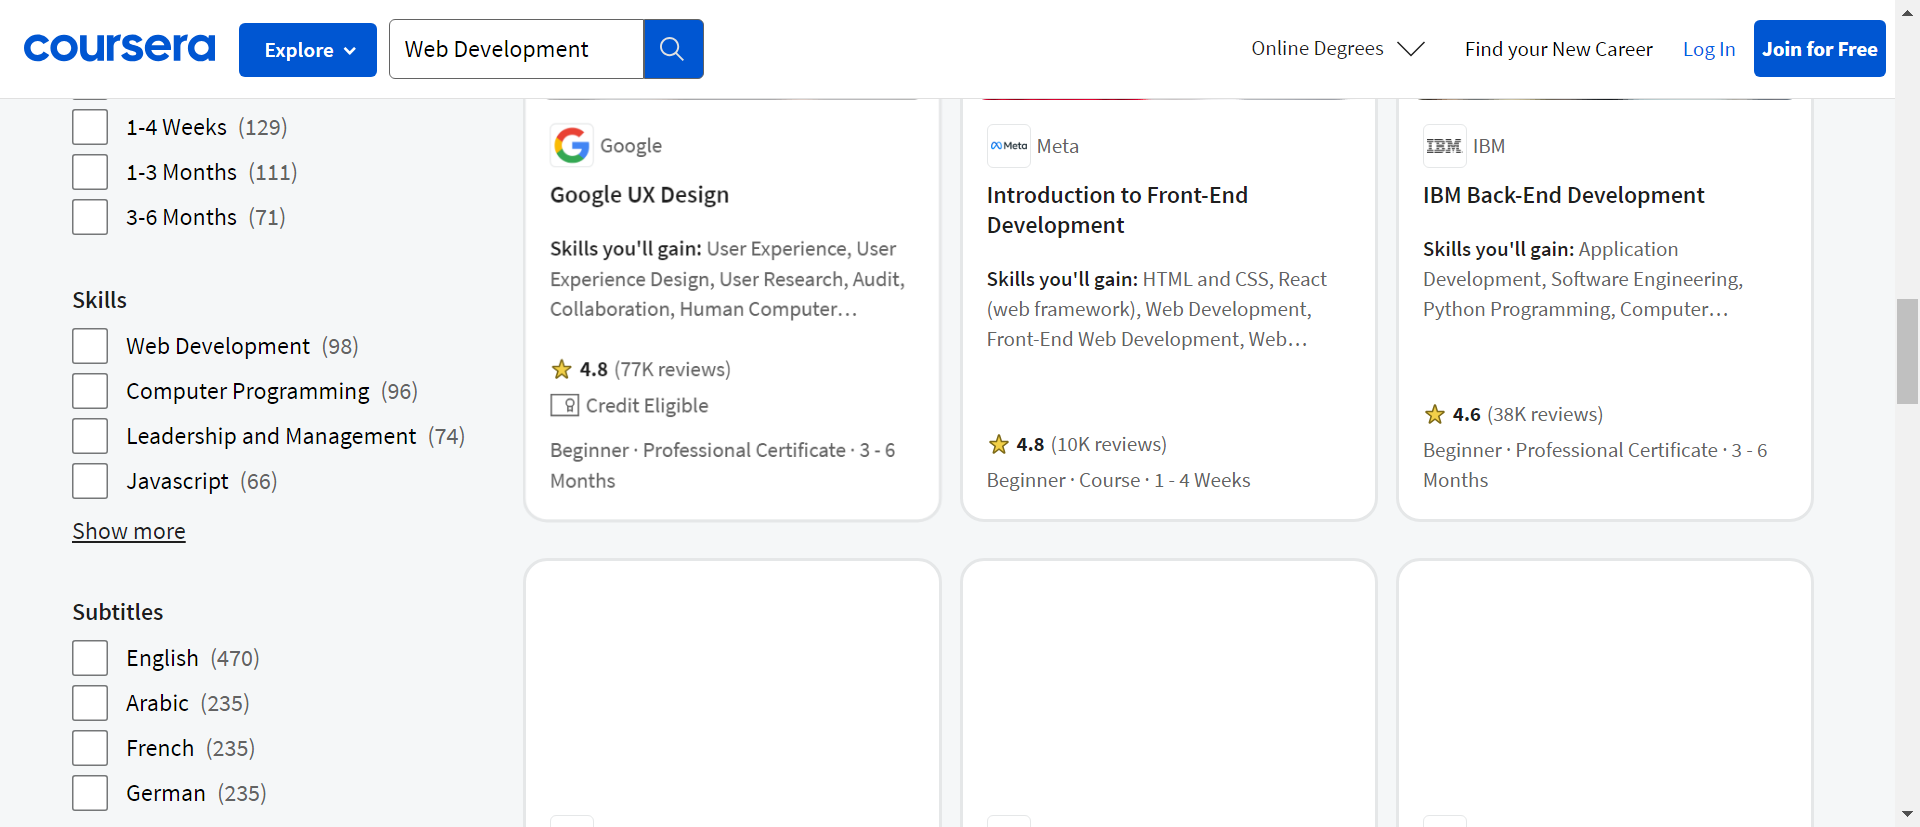 coursera
Explore
Web Development
Online Degrees
Find your New Career
Log In
Join for Free
1-4 Weeks (129)
1-3 Months (111)
3-6 Months (71)
Skills
Web Development (98)
Computer Programming (96)
Leadership and Management (74)
Javascript (66)
Show more
Subtitles
English (470)
Arabic (235)
French (235)
German (235)
Google
Google UX Design
Skills you'll gain: User Experience, User
Experience Design, User Research, Audit,
Collaboration, Human Computer...
4.8 (77K reviews)
Credit Eligible
Beginner · Professional Certificate · 3 - 6
Months
Meta
Meta
Introduction to Front-End
Development
Skills you'll gain: HTML and CSS, React
(web framework), Web Development,
Front-End Web Development, Web...
4.8 (10K reviews)
Beginner · Course · 1 - 4 Weeks
IBM
IBM
IBM Back-End Development
Skills you'll gain: Application
Development, Software Engineering,
Python Programming, Computer...
4.6 (38K reviews)
Beginner · Professional Certificate · 3 - 6
Months